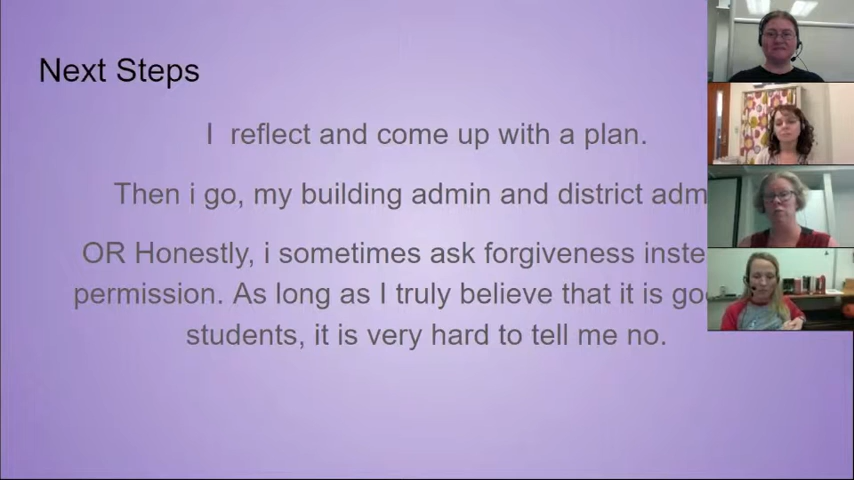 Next Steps
I  reflect and come up with a plan.
Then i go, my building admin and district adm
OR Honestly, i sometimes ask forgiveness inste
permission. As long as I truly believe that it is go
students, it is very hard to tell me no.